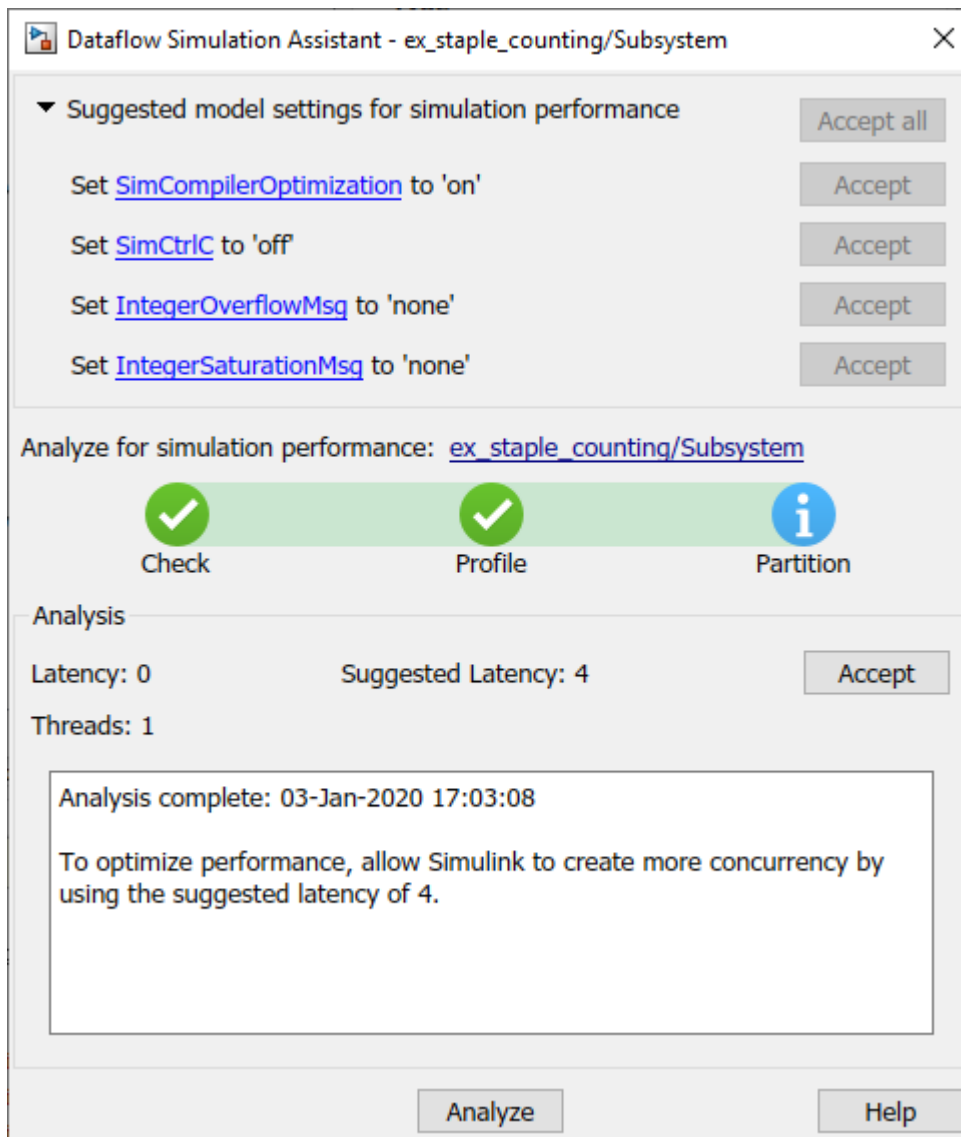 Dataflow Simulation Assistant - ex_staple_counting/Subsystem
Suggested model settings for simulation performance
Accept all
Set SimCompilerOptimization to 'on'
Accept
Set SimCtrlC to 'off'
Accept
Set IntegerOverflowMsg to 'none'
Accept
Set IntegerSaturationMsg to 'none'
Accept
Analyze for simulation performance: ex_staple_counting/Subsystem
Check
Profile
Partition
Analysis
Latency: 0
Suggested Latency: 4
Accept
Threads: 1
Analysis complete: 03-Jan-2020 17:03:08
To optimize performance, allow Simulink to create more concurrency by
using the suggested latency of 4.
Analyze
Help